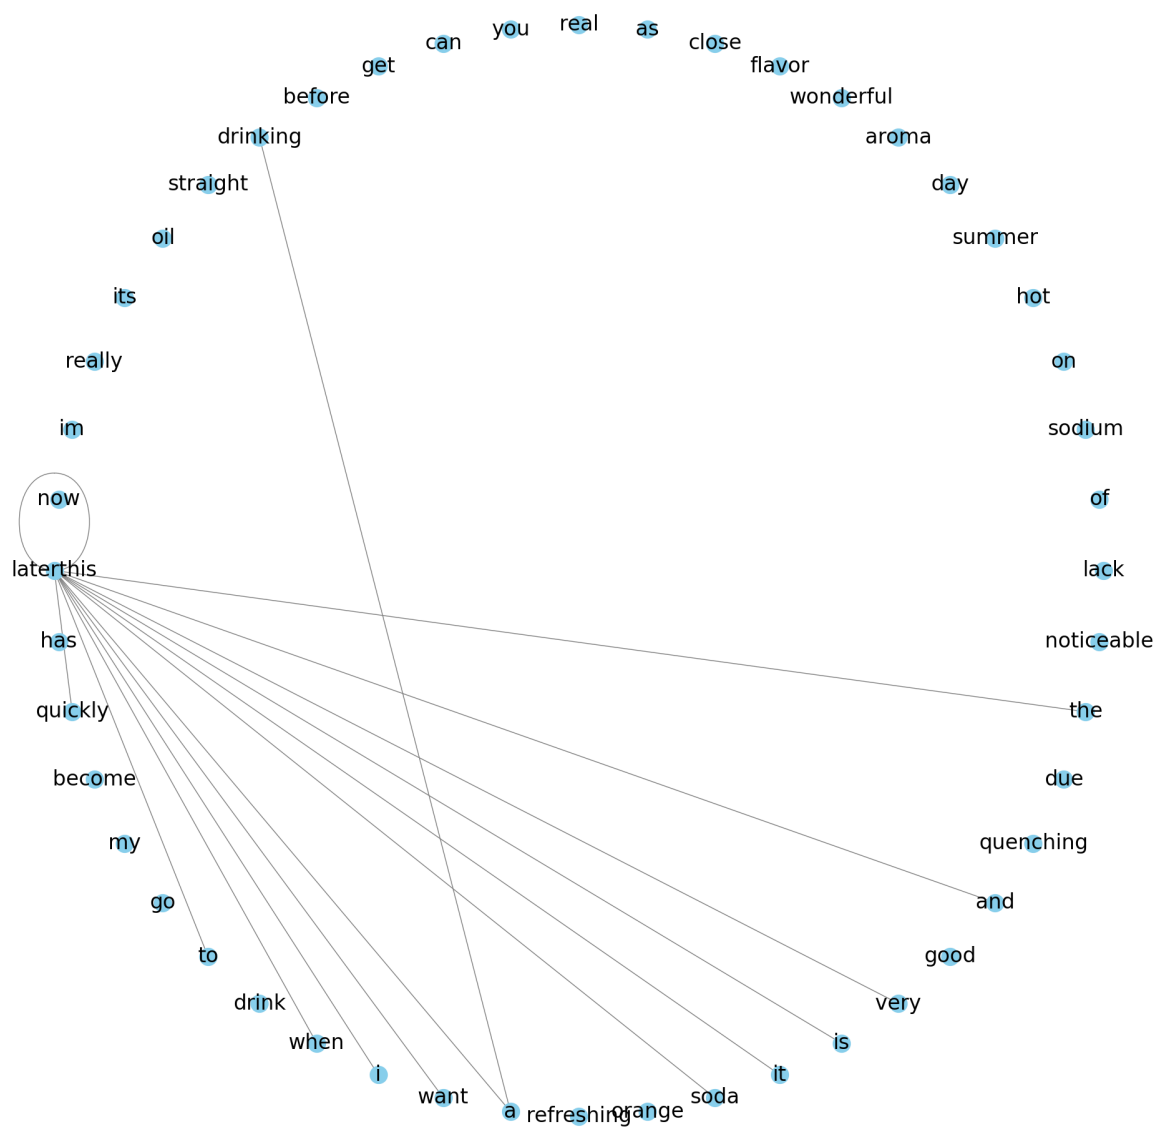 real
you
as
can
close
get
flavor
before
wonderful
drinking
aroma
straight
day
oil
summer
its
hot
really
on
im
sodium
now
of
laterthis
lack
has
noticeable
quickly
the
become
due
my
quenching
go
and
to
good
drink
very
when
is
i
it
want
soda
a
orange
refreshing